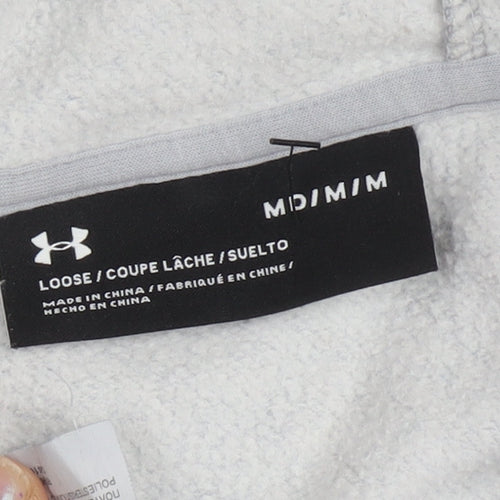 MD/M/M
LOOSE / COUPE LÂCHE / SUELTO
MADE IN CHINA / FABRIQUÉ EN CHINE /
HECHO EN CHINA